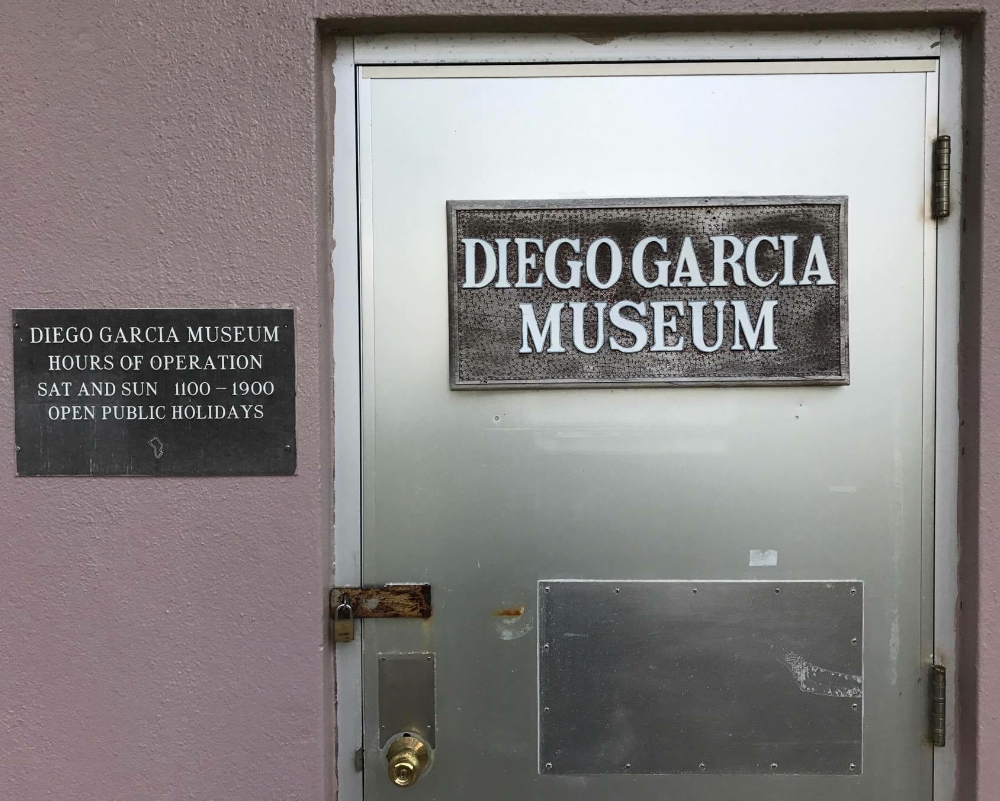 DIEGO GARCIA MUSEUM
HOURS OF OPERATION
SAT AND SUN 1100 – 1900
OPEN PUBLIC HOLIDAYS
DIEGO GARCIA
MUSEUM